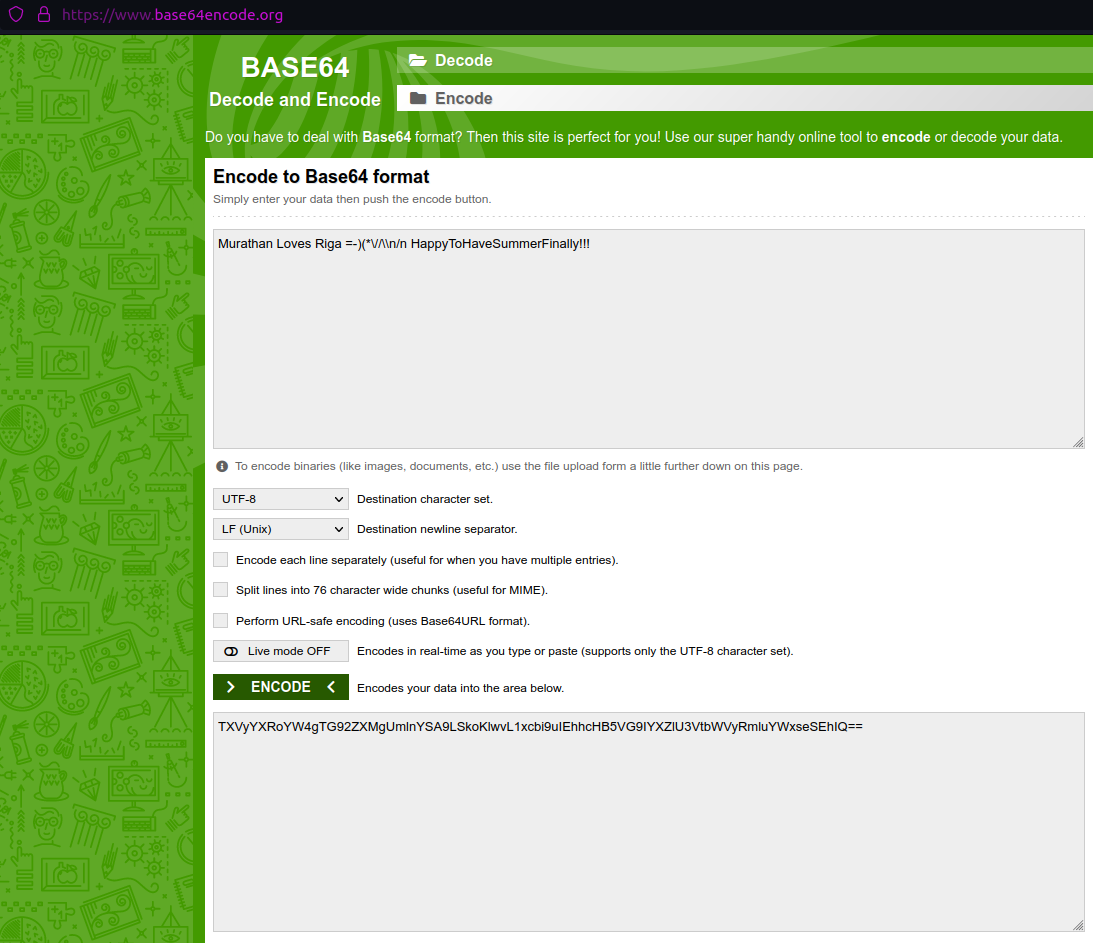 https://www.base64encode.org
BASE64
Decode and Encode
Decode
Encode
Do you have to deal with Base64 format? Then this site is perfect for you! Use our super handy online tool to encode or decode your data.
Encode to Base64 format
Simply enter your data then push the encode button.
Murathan Loves Riga =-)(*\//\\n/n HappyToHaveSummerFinally!!!
To encode binaries (like images, documents, etc.) use the file upload form a little further down on this page.
UTF-8 Destination character set.
LF (Unix) Destination newline separator.
Encode each line separately (useful for when you have multiple entries).
Split lines into 76 character wide chunks (useful for MIME).
Perform URL-safe encoding (uses Base64URL format).
Live mode OFF Encodes in real-time as you type or paste (supports only the UTF-8 character set).
> ENCODE < Encodes your data into the area below.
TXVyYXRoYW4gTG92ZXMgUmlnYSA9LSkoKlwvL1xcbi9uIEhhcHB5VG9IYXZlU3VtbWVyRmluYWxseSEhIQ==